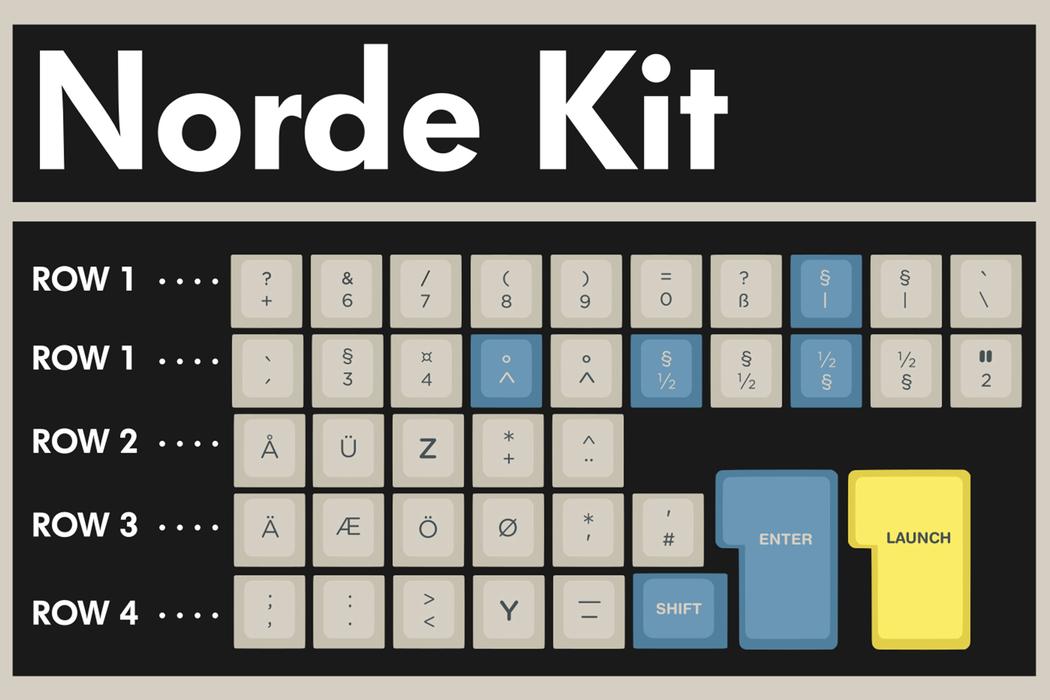 Norde Kit
ROW 1 ····
? & / ( ) = ? § § `
+ 6 7 8 9 0 ß | | \
ROW 1 ····
` § ¤ ° ° § § ½ ½ "
´ 3 4 ^ ^ ½ ½ § § 2
ROW 2 ····
Å Ü Z * ^
+ ¨
ROW 3 ····
Ä Æ Ö Ø * '
' #
ENTER
LAUNCH
ROW 4 ····
; : > Y —
, . < –
SHIFT